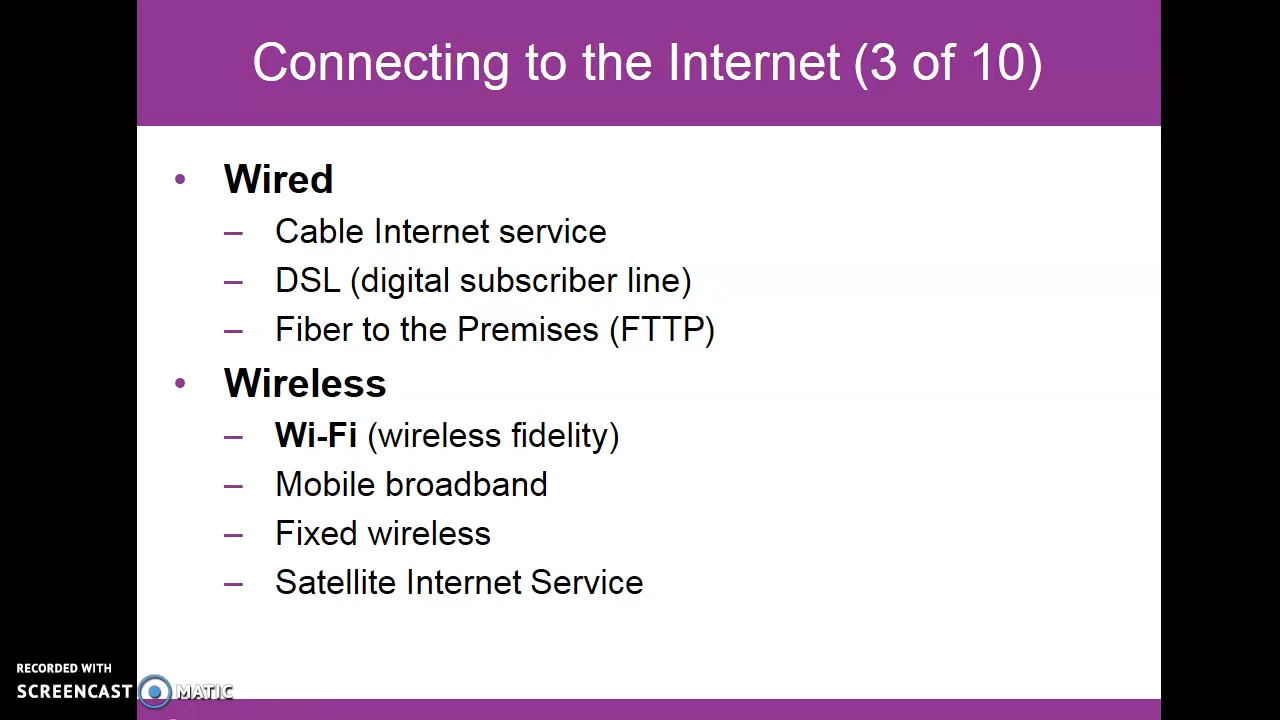 Connecting to the Internet (3 of 10)
• Wired
– Cable Internet service
– DSL (digital subscriber line)
– Fiber to the Premises (FTTP)
• Wireless
– Wi-Fi (wireless fidelity)
– Mobile broadband
– Fixed wireless
– Satellite Internet Service
RECORDED WITH
SCREENCAST MATIC